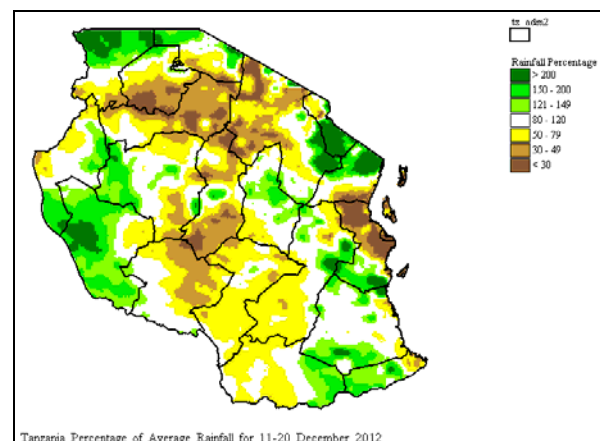 tz_adm2
Rainfall Percentage
> 200
150 - 200
121 - 149
80 - 120
50 - 79
30 - 49
< 30
Tanzania Percentage of Average Rainfall for 11-20 December 2012